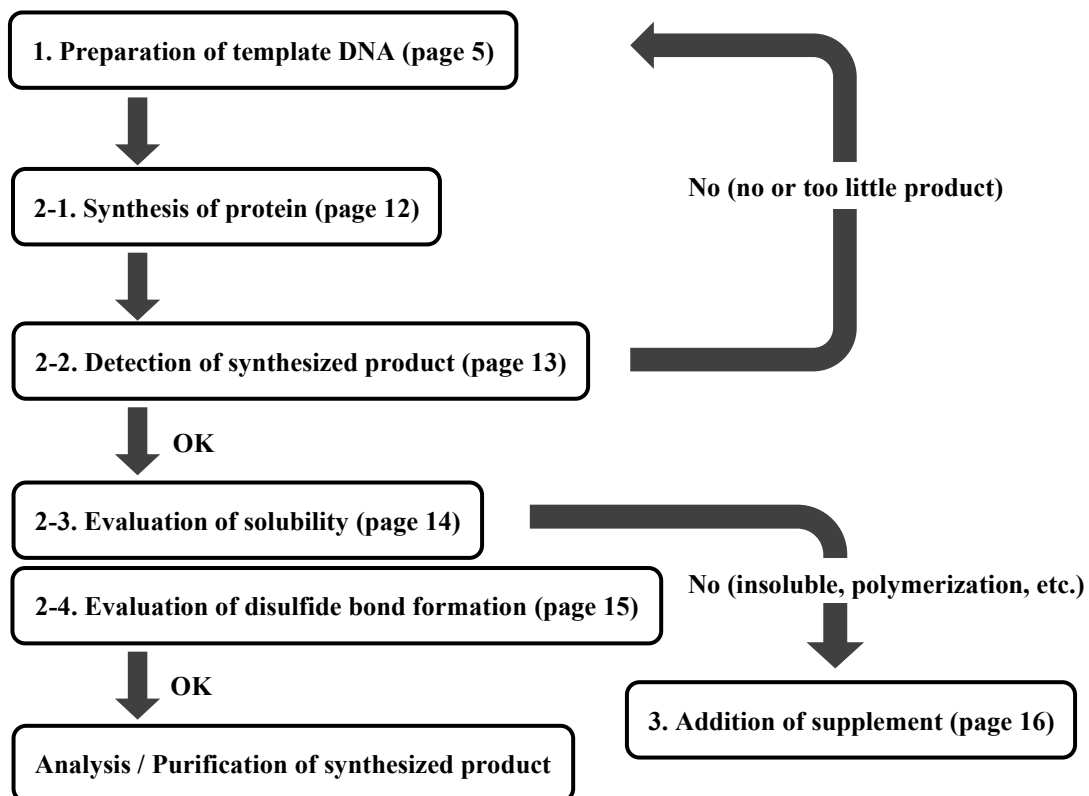 1. Preparation of template DNA (page 5)
2-1. Synthesis of protein (page 12)
No (no or too little product)
2-2. Detection of synthesized product (page 13)
OK
2-3. Evaluation of solubility (page 14)
2-4. Evaluation of disulfide bond formation (page 15)
No (insoluble, polymerization, etc.)
OK
3. Addition of supplement (page 16)
Analysis / Purification of synthesized product